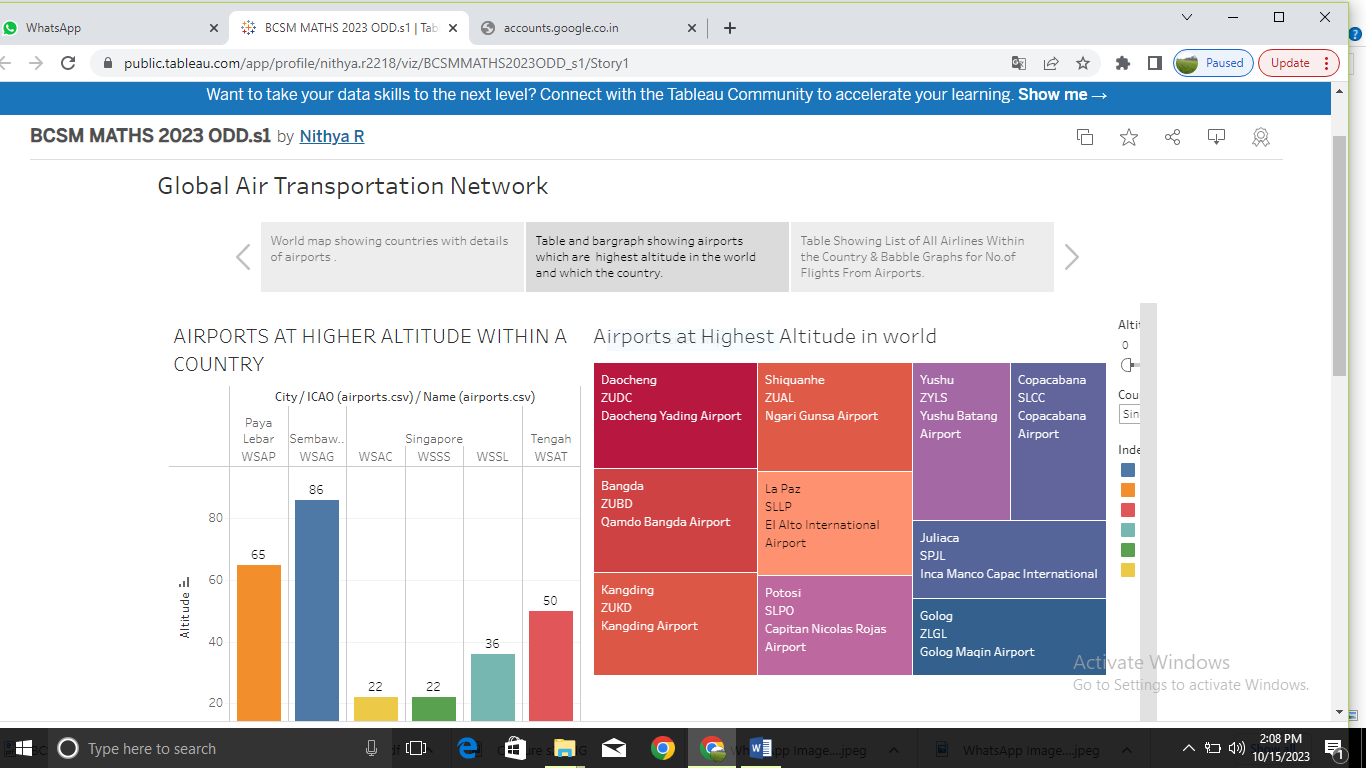 WhatsApp
BCSM MATHS 2023 ODD.s1 | Tab
accounts.google.co.in
public.tableau.com/app/profile/nithya.r2218/viz/BCSMMATHS2023ODD_s1/Story1
Paused
Update
Want to take your data skills to the next level? Connect with the Tableau Community to accelerate your learning. Show me →
BCSM MATHS 2023 ODD.s1 by Nithya R
Global Air Transportation Network
World map showing countries with details
of airports .
Table and bargraph showing airports
which are highest altitude in the world
and which the country.
Table Showing List of All Airlines Within
the Country & Babble Graphs for No.of
Flights From Airports.
AIRPORTS AT HIGHER ALTITUDE WITHIN A
COUNTRY
City / ICAO (airports.csv) / Name (airports.csv)
Paya
Lebar
Sembaw..
Singapore
Tengah
WSAP
WSAG
WSAC
WSSS
WSSL
WSAT
Altitude
80
60
40
20
65
86
22
22
36
50
Airports at Highest Altitude in world
Daocheng
ZUDC
Daocheng Yading Airport
Bangda
ZUBD
Qamdo Bangda Airport
Kangding
ZUKD
Kangding Airport
Shiquanhe
ZUAL
Ngari Gunsa Airport
La Paz
SLLP
El Alto International
Airport
Potosi
SLPO
Capitan Nicolas Rojas
Airport
Yushu
ZYLS
Yushu Batang
Airport
Copacabana
SLCC
Copacabana
Airport
Juliaca
SPJL
Inca Manco Capac International
Golog
ZLGL
Golog Maqin Airport
Alti
0
Cou
Sin
Inde
Activate Windows
Go to Settings to activate Windows.
Type here to search
WhatsApp Image....jpeg
2:08 PM
10/15/2023
1